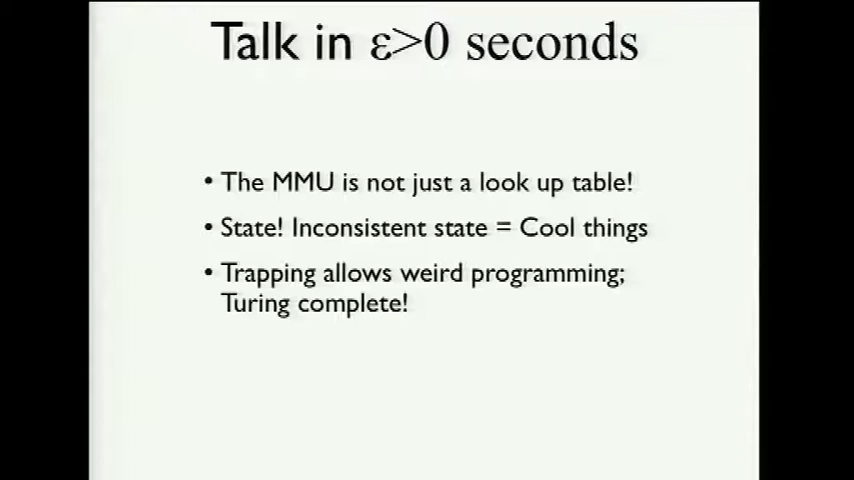 Talk in ε>0 seconds
• The MMU is not just a look up table!
• State! Inconsistent state = Cool things
• Trapping allows weird programming;
Turing complete!